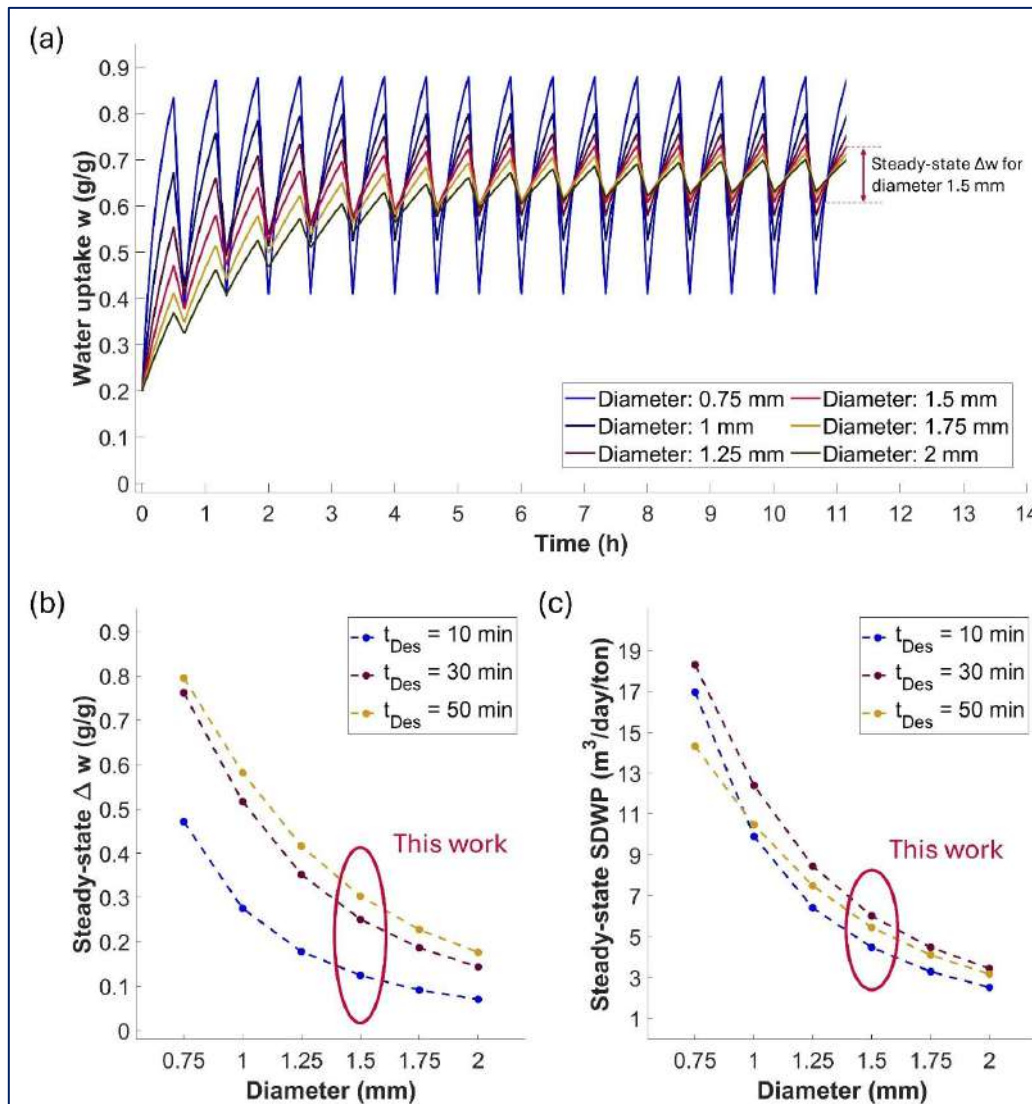 (a)
Water uptake w (g/g)
0.9
0.8
0.7
0.6
0.5
0.4
0.3
0.2
0.1
0
Steady-state Δw for
diameter 1.5 mm
Diameter: 0.75 mm
Diameter: 1 mm
Diameter: 1.25 mm
Diameter: 1.5 mm
Diameter: 1.75 mm
Diameter: 2 mm
0 1 2 3 4 5 6 7 8 9 10 11 12 13 14
Time (h)
(b)
Steady-state Δ w (g/g)
0.9
0.8
0.7
0.6
0.5
0.4
0.3
0.2
0.1
0
t_Des = 10 min
t_Des = 30 min
t_Des = 50 min
This work
0.75 1 1.25 1.5 1.75 2
Diameter (mm)
(c)
Steady-state SDWP (m³/day/ton)
19
17
15
13
11
9
7
5
3
1
t_Des = 10 min
t_Des = 30 min
t_Des = 50 min
This work
0.75 1 1.25 1.5 1.75 2
Diameter (mm)